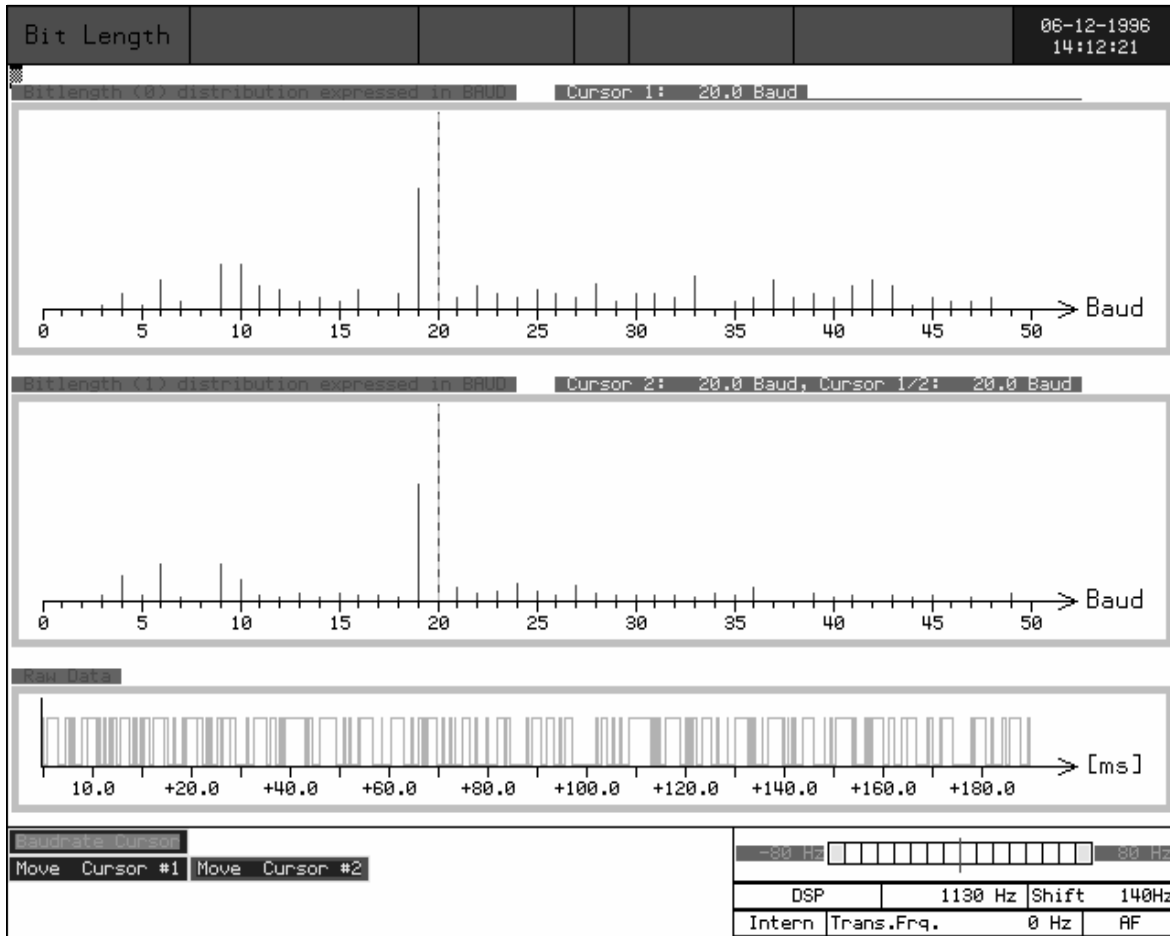 Bit Length
06-12-1996
14:12:21
Bitlength (0) distribution expressed in BAUD
Cursor 1: 20.0 Baud
Baud
0 5 10 15 20 25 30 35 40 45 50
Bitlength (1) distribution expressed in BAUD
Cursor 2: 20.0 Baud, Cursor 1/2: 20.0 Baud
Baud
0 5 10 15 20 25 30 35 40 45 50
Raw Data
[ms]
10.0 +20.0 +40.0 +60.0 +80.0 +100.0 +120.0 +140.0 +160.0 +180.0
Baudrate Cursor
Move Cursor #1 Move Cursor #2
-80 Hz 80 Hz
DSP 1130 Hz Shift 140Hz
Intern Trans.Frq. 0 Hz AF